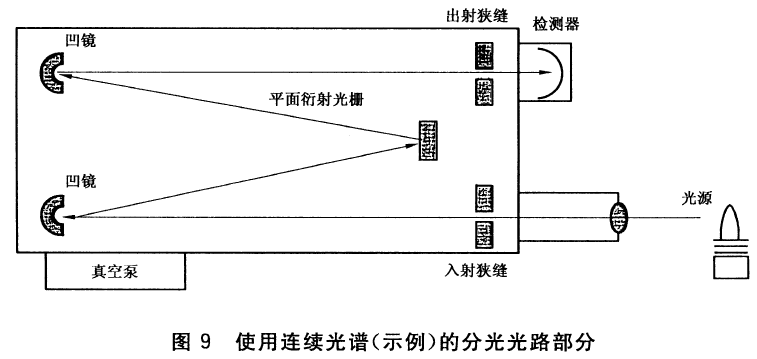 出射狭缝
检测器
凹镜
平面衍射光栅
凹镜
光源
真空泵
入射狭缝
图 9 使用连续光谱(示例)的分光光路部分